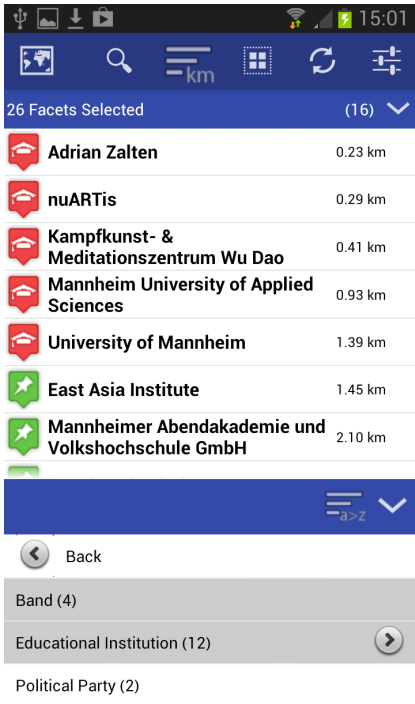 15:01
km
26 Facets Selected (16)
Adrian Zalten 0.23 km
nuARTis 0.29 km
Kampfkunst- &
Meditationszentrum Wu Dao 0.41 km
Mannheim University of Applied
Sciences 0.93 km
University of Mannheim 1.39 km
East Asia Institute 1.45 km
Mannheimer Abendakademie und
Volkshochschule GmbH 2.10 km
a>z
Back
Band (4)
Educational Institution (12)
Political Party (2)